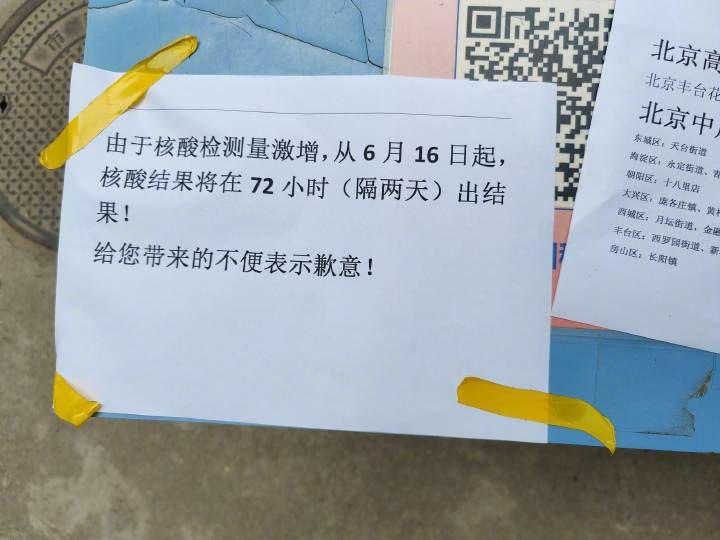 由于核酸检测量激增，从 6 月 16 日起，
核酸结果将在 72 小时（隔两天）出结
果！
给您带来的不便表示歉意！
北京高
北京丰台花
北京中
东城区：天台街道
海淀区：永定街道、
朝阳区：十八里店
大兴区：庞各庄镇、黄
西城区：月坛街道，金融
丰台区：西罗园街道、新
房山区：长阳镇
市